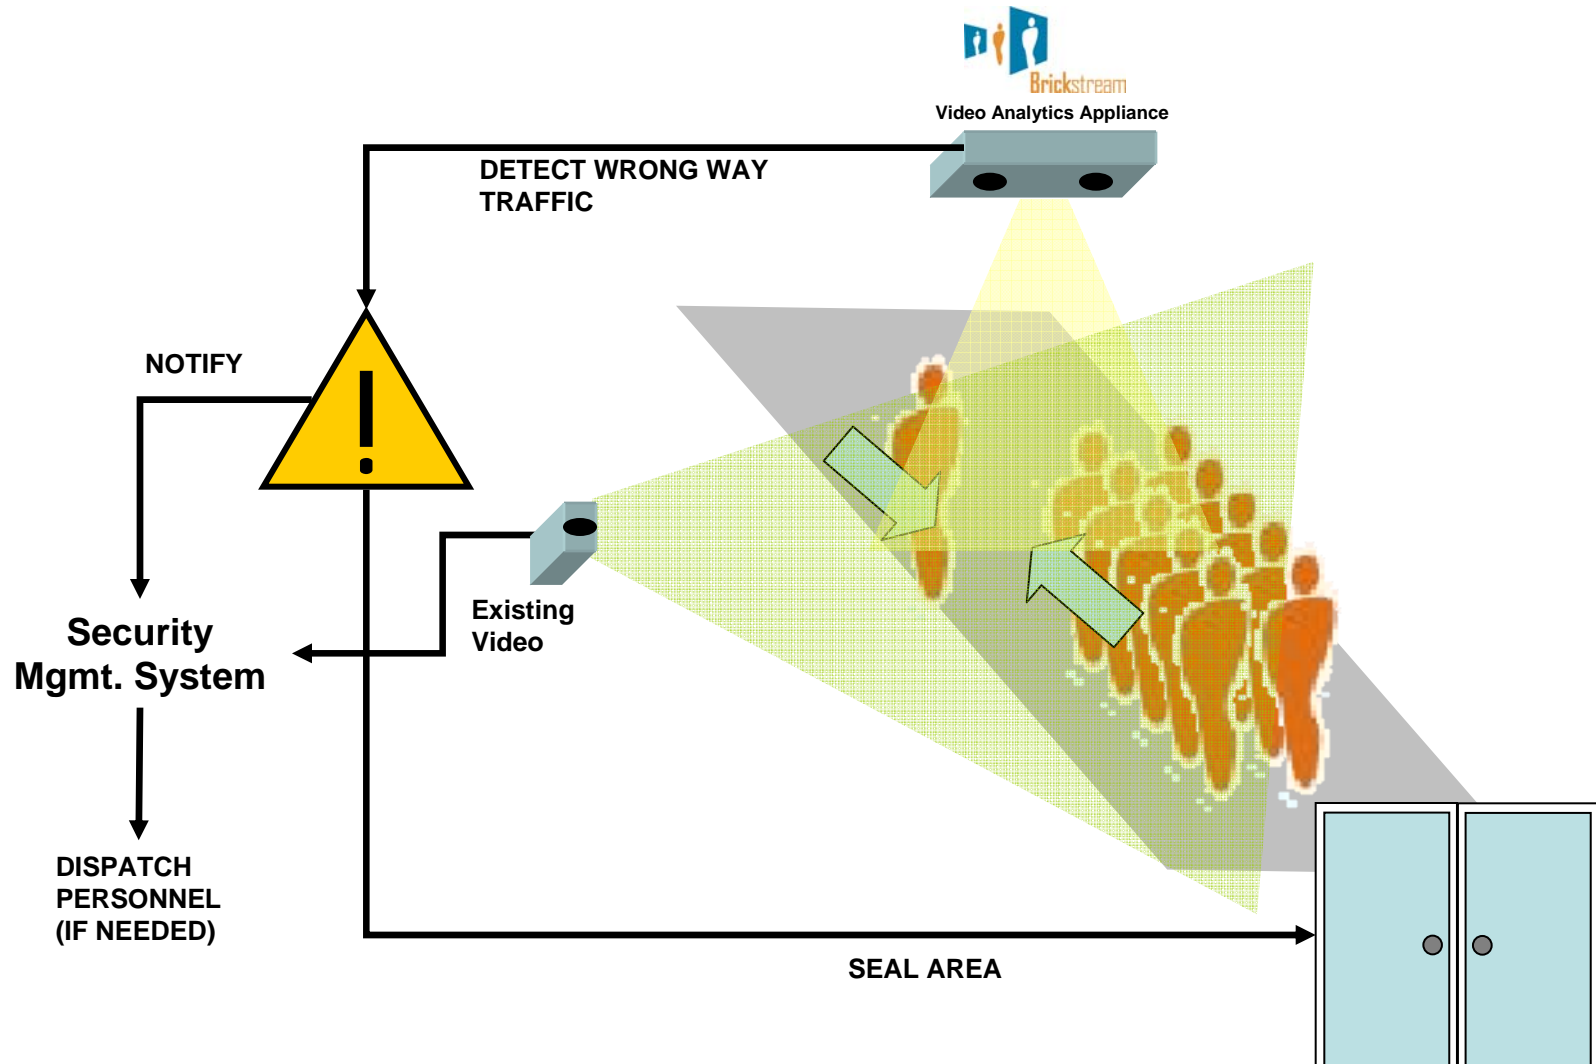 Brickstream
Video Analytics Appliance
DETECT WRONG WAY
TRAFFIC
NOTIFY
!
Existing
Video
Security
Mgmt. System
DISPATCH
PERSONNEL
(IF NEEDED)
SEAL AREA